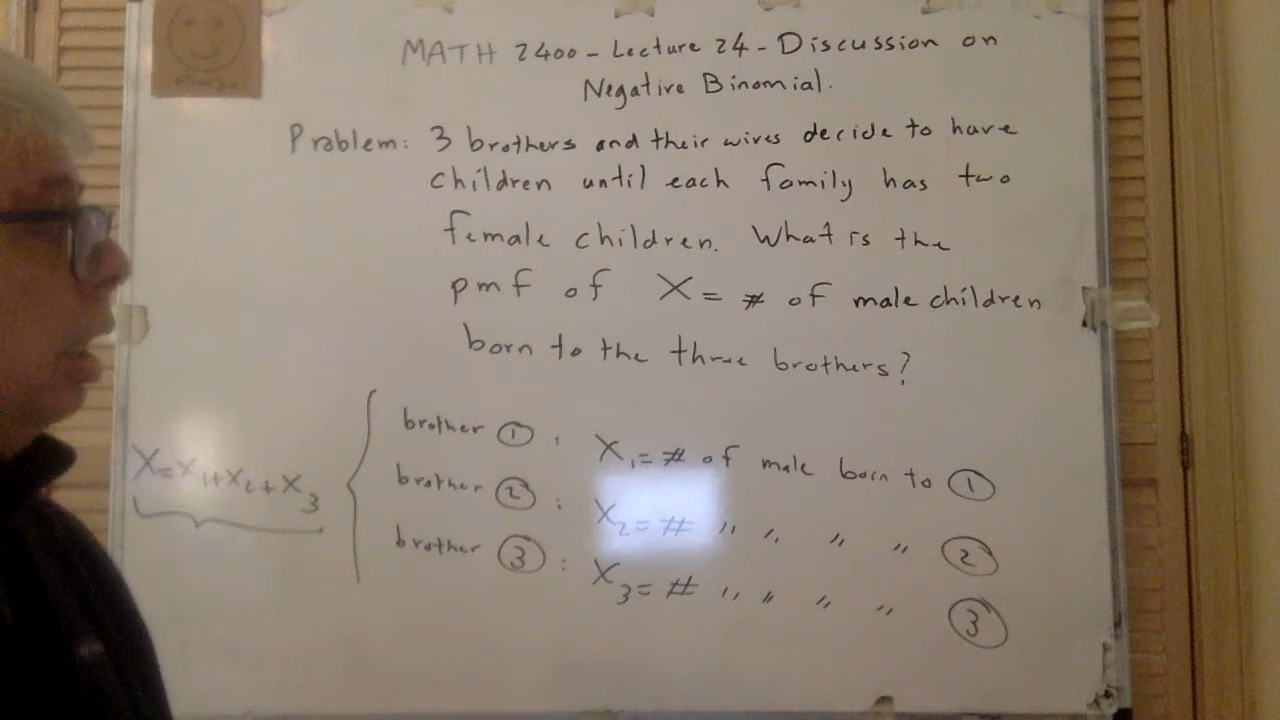 MATH 2400 - Lecture 24 - Discussion on
Negative Binomial.
Problem: 3 brothers and their wives decide to have
children until each family has two
female children. What is the
pmf of X = # of male children
born to the three brothers?
X = X1 + X2 + X3
brother ① : X1 = # of male born to ①
brother ② : X2 = # " " " " ②
brother ③ : X3 = # " " " " ③